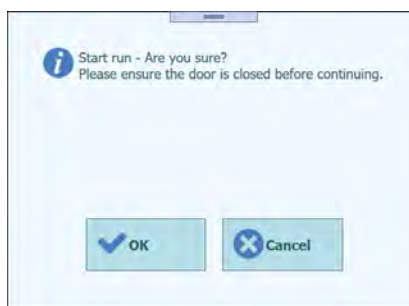 Start run - Are you sure?
Please ensure the door is closed before continuing.
OK
Cancel